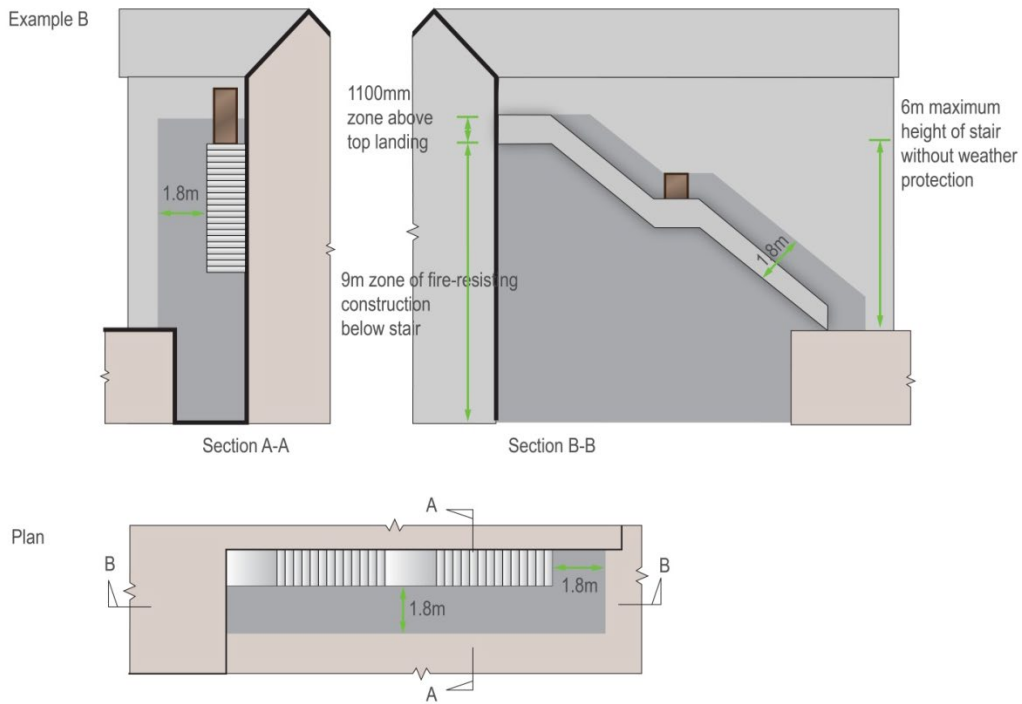 Example B
1100mm
zone above
top landing
6m maximum
height of stair
without weather
protection
1.8m
1.8m
9m zone of fire-resisting
construction
below stair
Section A-A
Section B-B
Plan
A
B
B
1.8m
1.8m
A